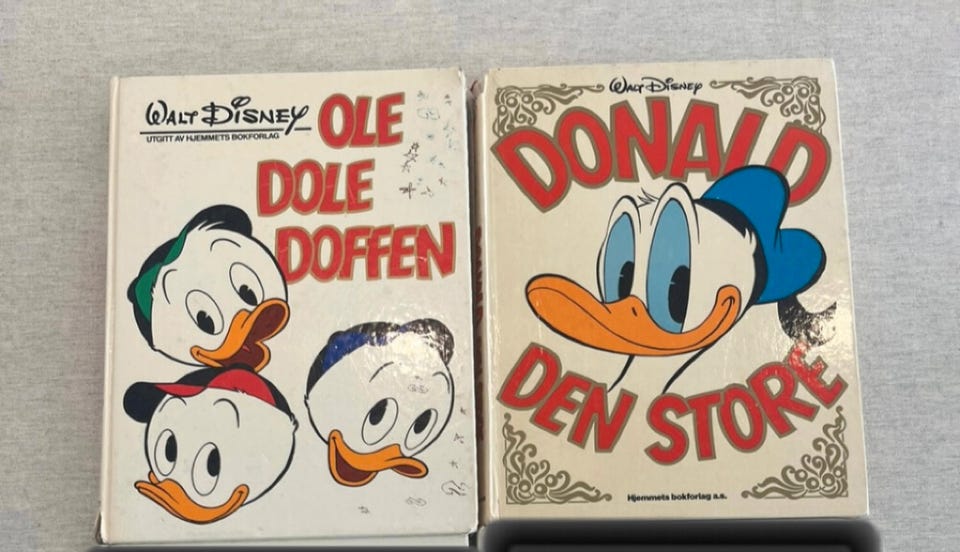 WALT DISNEY
UTGITT AV HJEMMETS BOKFORLAG
OLE
DOLE
DOFFEN
WALT DISNEY
DONALD
DEN STORE
Hjemmets bokforlag a.s.